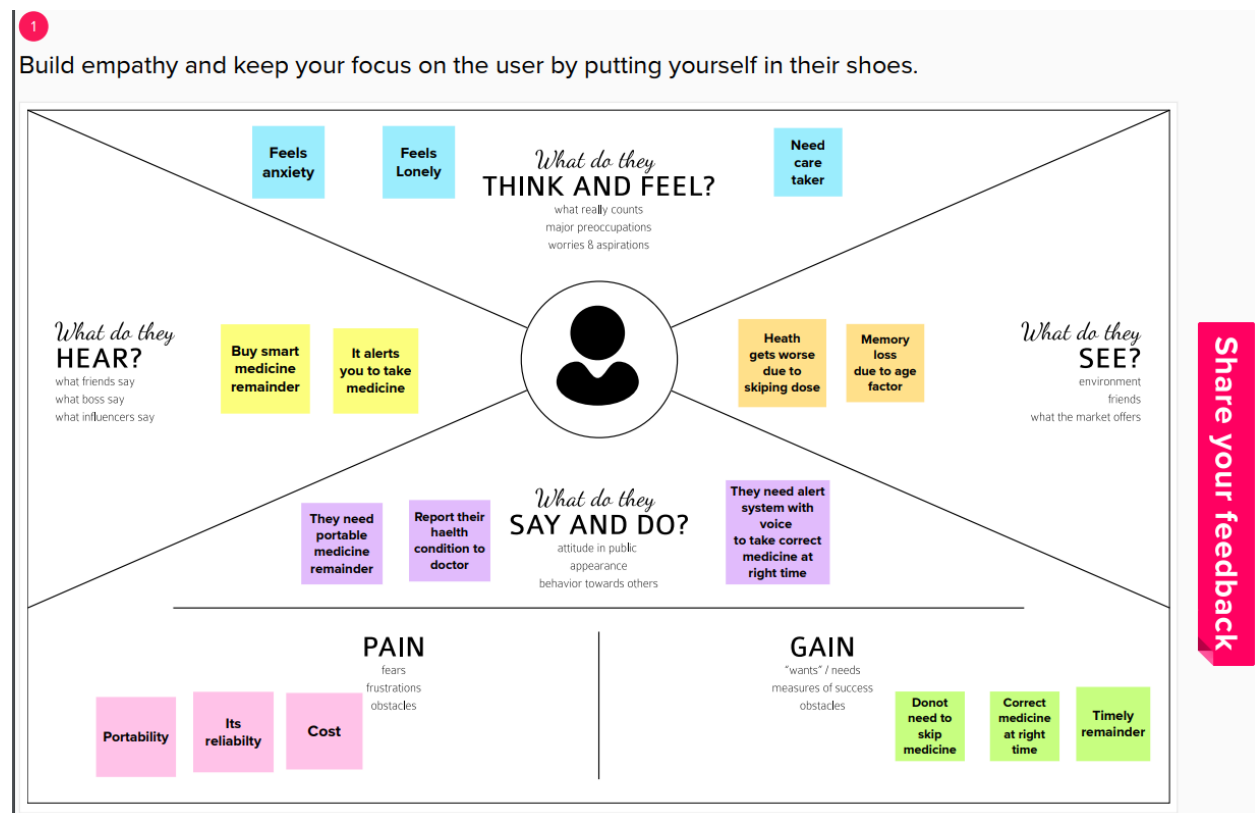 1
Build empathy and keep your focus on the user by putting yourself in their shoes.
Feels
anxiety
Feels
Lonely
What do they
THINK AND FEEL?
what really counts
major preoccupations
worries & aspirations
Need
care
taker
What do they
HEAR?
what friends say
what boss say
what influencers say
Buy smart
medicine
remainder
It alerts
you to take
medicine
Heath
gets worse
due to
skiping dose
Memory
loss
due to age
factor
What do they
SEE?
environment
friends
what the market offers
They need
portable
medicine
remainder
Report their
haelth
condition to
doctor
What do they
SAY AND DO?
attitude in public
appearance
behavior towards others
They need alert
system with
voice
to take correct
medicine at
right time
PAIN
fears
frustrations
obstacles
Portability
Its
reliabilty
Cost
GAIN
"wants" / needs
measures of success
obstacles
Donot
need to
skip
medicine
Correct
medicine
at right
time
Timely
remainder
Share your feedback